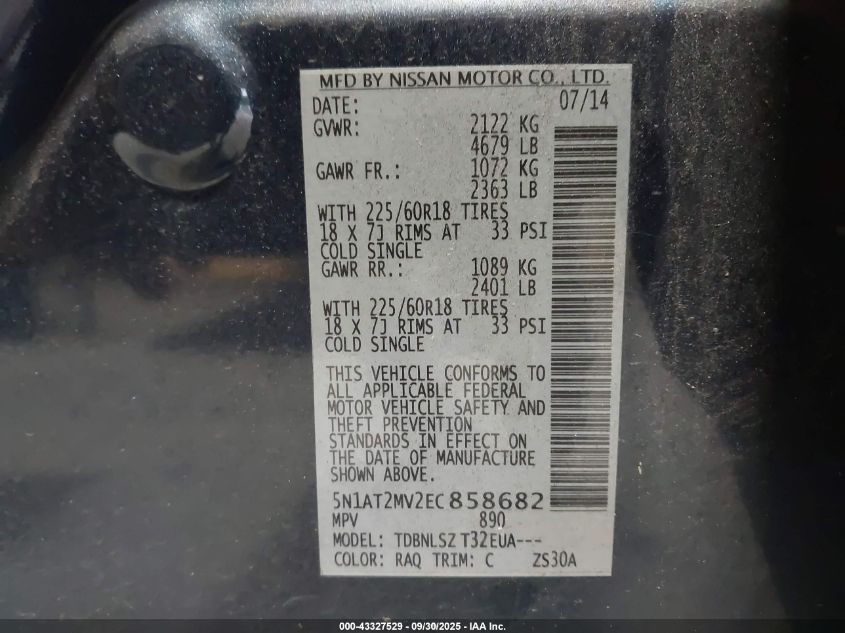 MFD BY NISSAN MOTOR CO., LTD.
DATE: 07/14
GVWR: 2122 KG
4679 LB
GAWR FR.: 1072 KG
2363 LB
WITH 225/60R18 TIRES
18 X 7J RIMS AT 33 PSI
COLD SINGLE
GAWR RR.: 1089 KG
2401 LB
WITH 225/60R18 TIRES
18 X 7J RIMS AT 33 PSI
COLD SINGLE
THIS VEHICLE CONFORMS TO
ALL APPLICABLE FEDERAL
MOTOR VEHICLE SAFETY AND
THEFT PREVENTION
STANDARDS IN EFFECT ON
THE DATE OF MANUFACTURE
SHOWN ABOVE.
5N1AT2MV2EC858682
MPV 890
MODEL: TDBNLSZ T32EUA---
COLOR: RAQ TRIM: C ZS30A
000-43327529 - 09/30/2025 - IAA Inc.